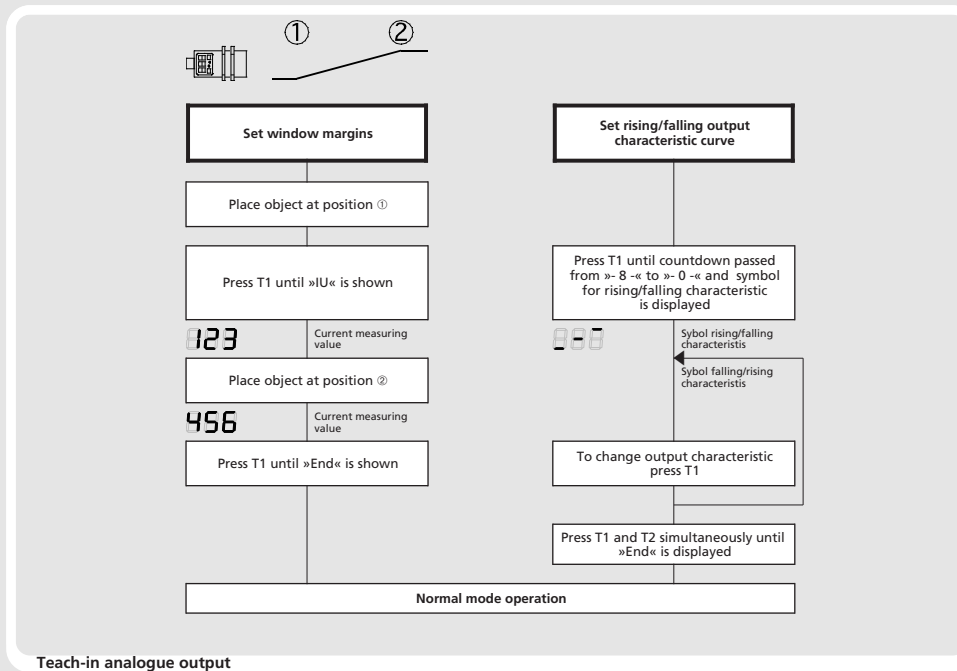 ① ②
Set window margins
Place object at position ①
Press T1 until »IU« is shown
123
Current measuring
value
Place object at position ②
456
Current measuring
value
Press T1 until »End« is shown
Set rising/falling output
characteristic curve
Press T1 until countdown passed
from »- 8 -« to »- 0 -« and symbol
for rising/falling characteristic
is displayed
Sybol rising/falling
characteristis
Sybol falling/rising
characteristis
To change output characteristic
press T1
Press T1 and T2 simultaneously until
»End« is displayed
Normal mode operation
Teach-in analogue output